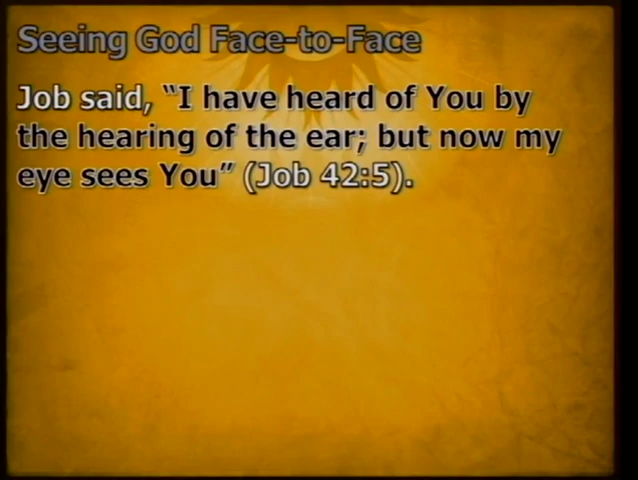 Seeing God Face-to-Face
Job said, “I have heard of You by
the hearing of the ear; but now my
eye sees You” (Job 42:5).